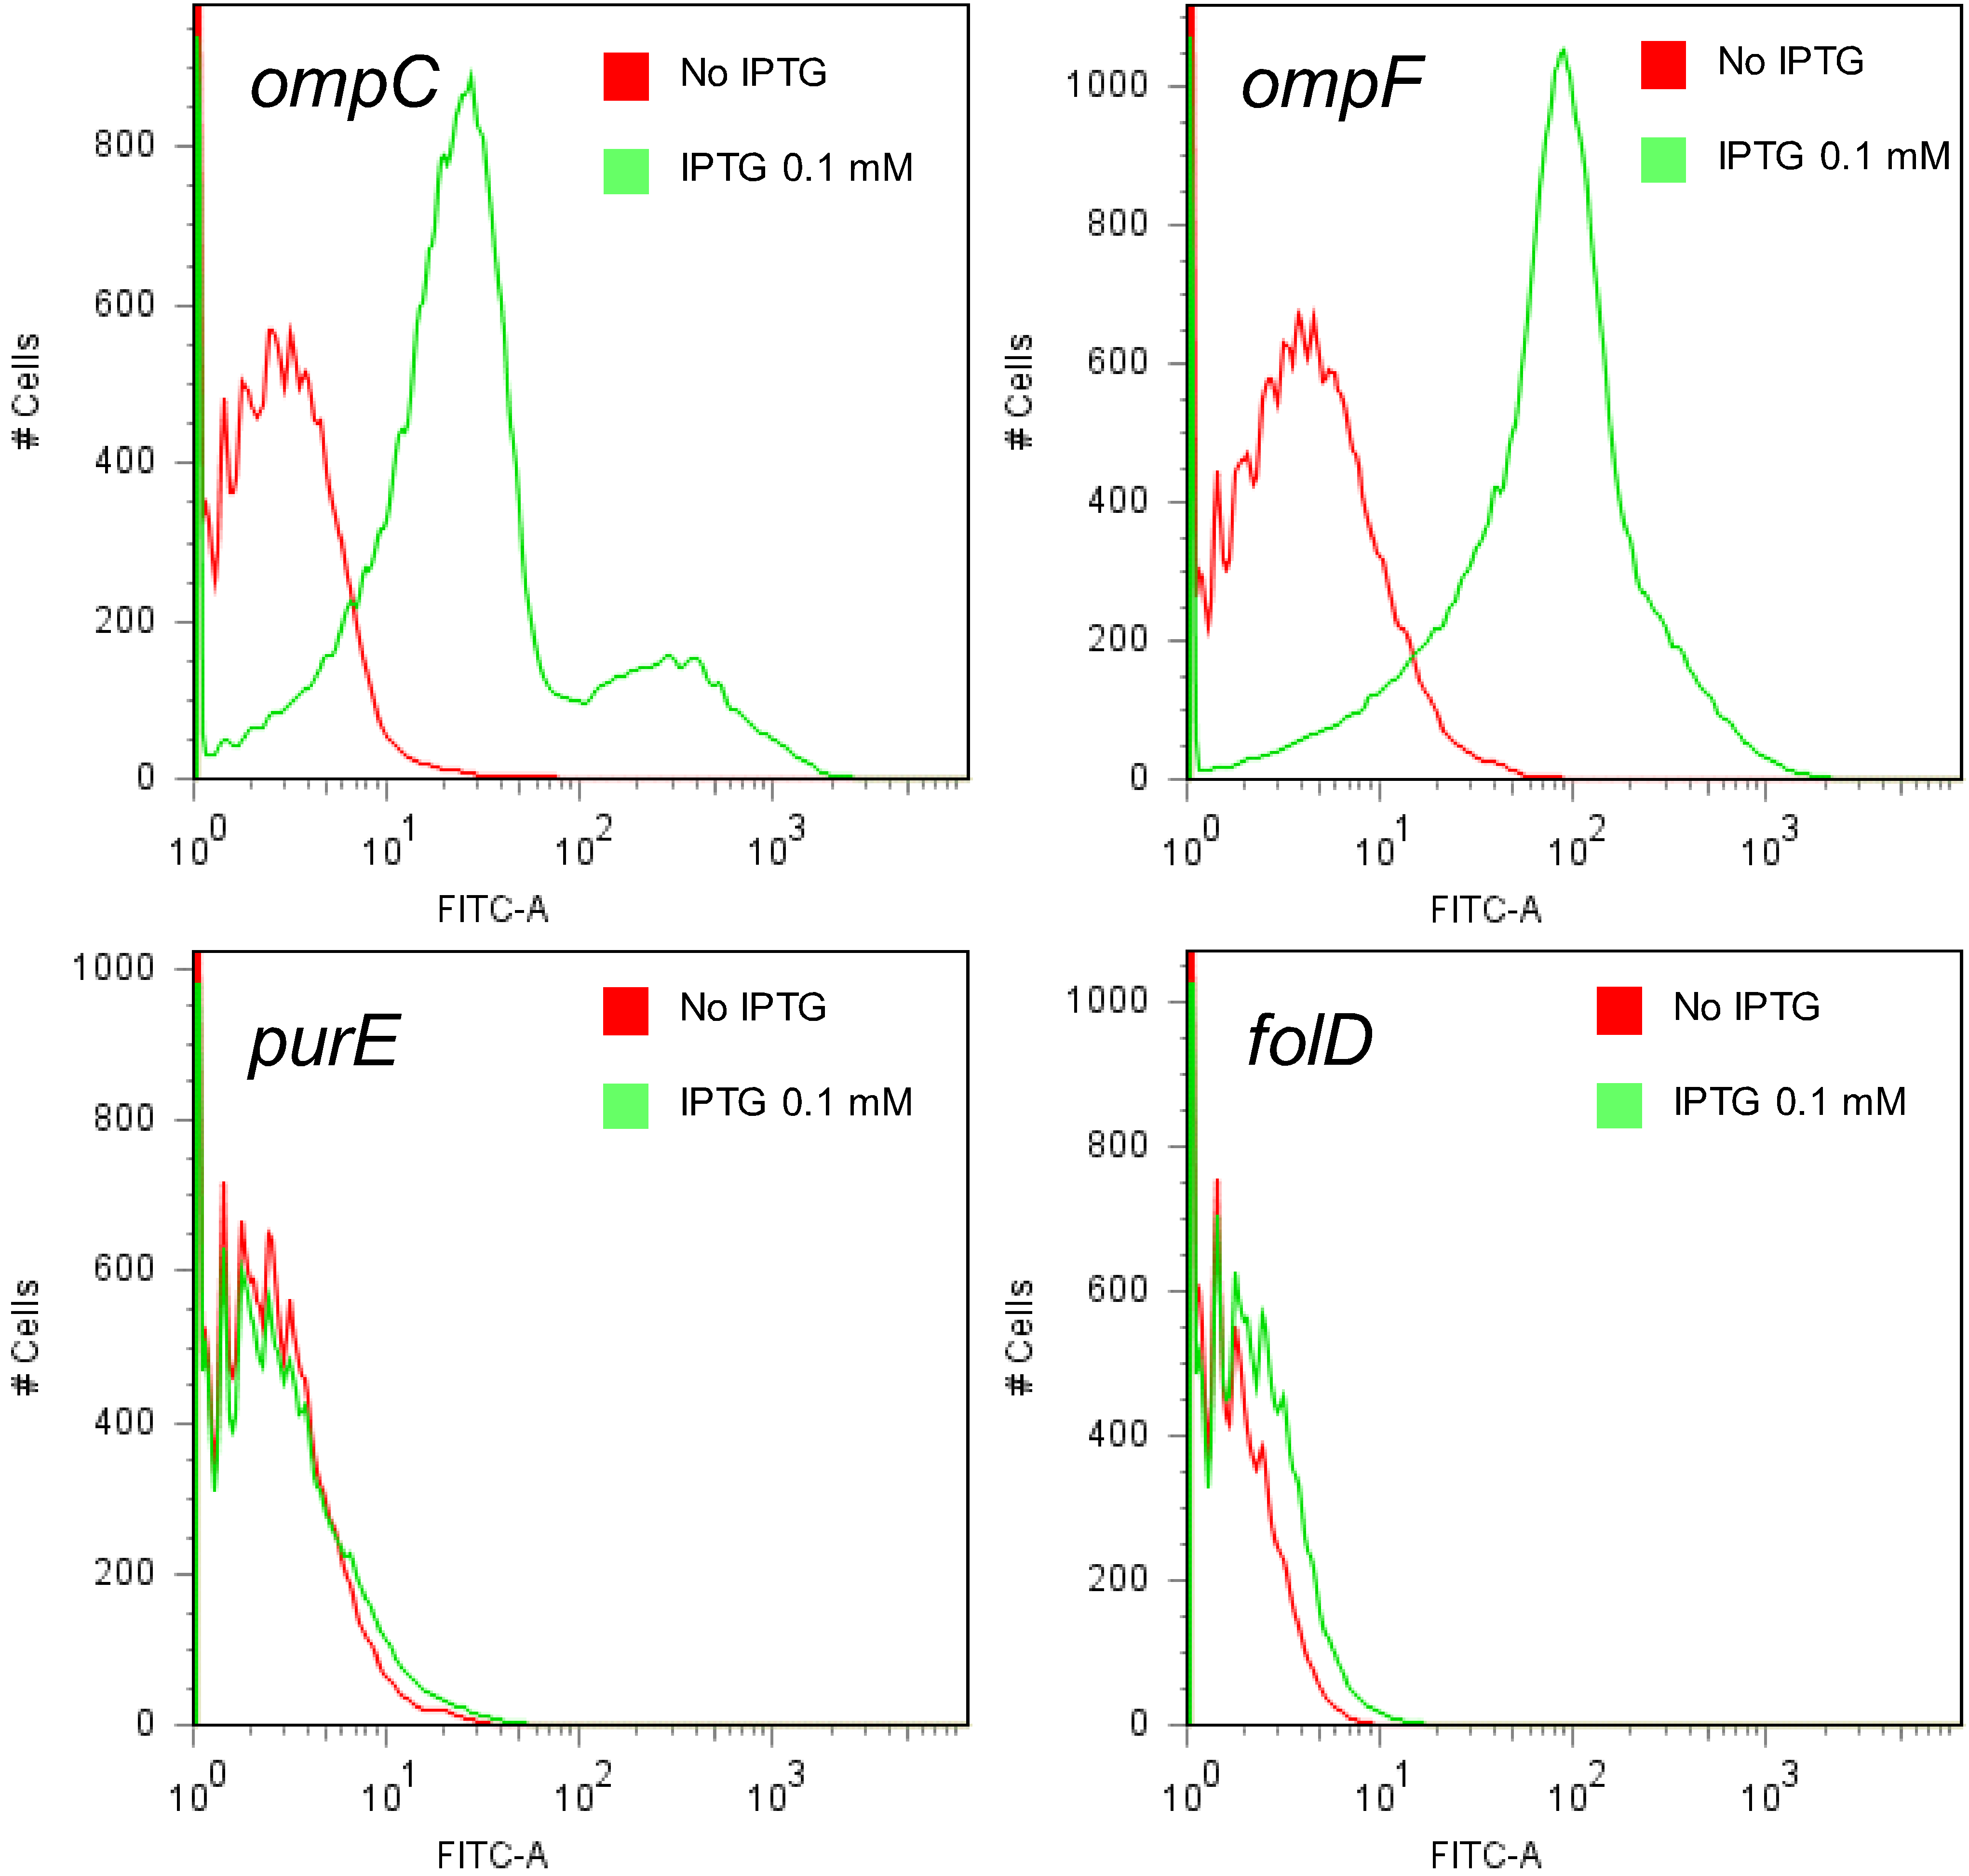 ompC
No IPTG
IPTG 0.1 mM
# Cells
800
600
400
200
0
10^0 10^1 10^2 10^3
FITC-A
ompF
No IPTG
IPTG 0.1 mM
# Cells
1000
800
600
400
200
0
10^0 10^1 10^2 10^3
FITC-A
purE
No IPTG
IPTG 0.1 mM
# Cells
1000
800
600
400
200
0
10^0 10^1 10^2 10^3
FITC-A
folD
No IPTG
IPTG 0.1 mM
# Cells
1000
800
600
400
200
0
10^0 10^1 10^2 10^3
FITC-A